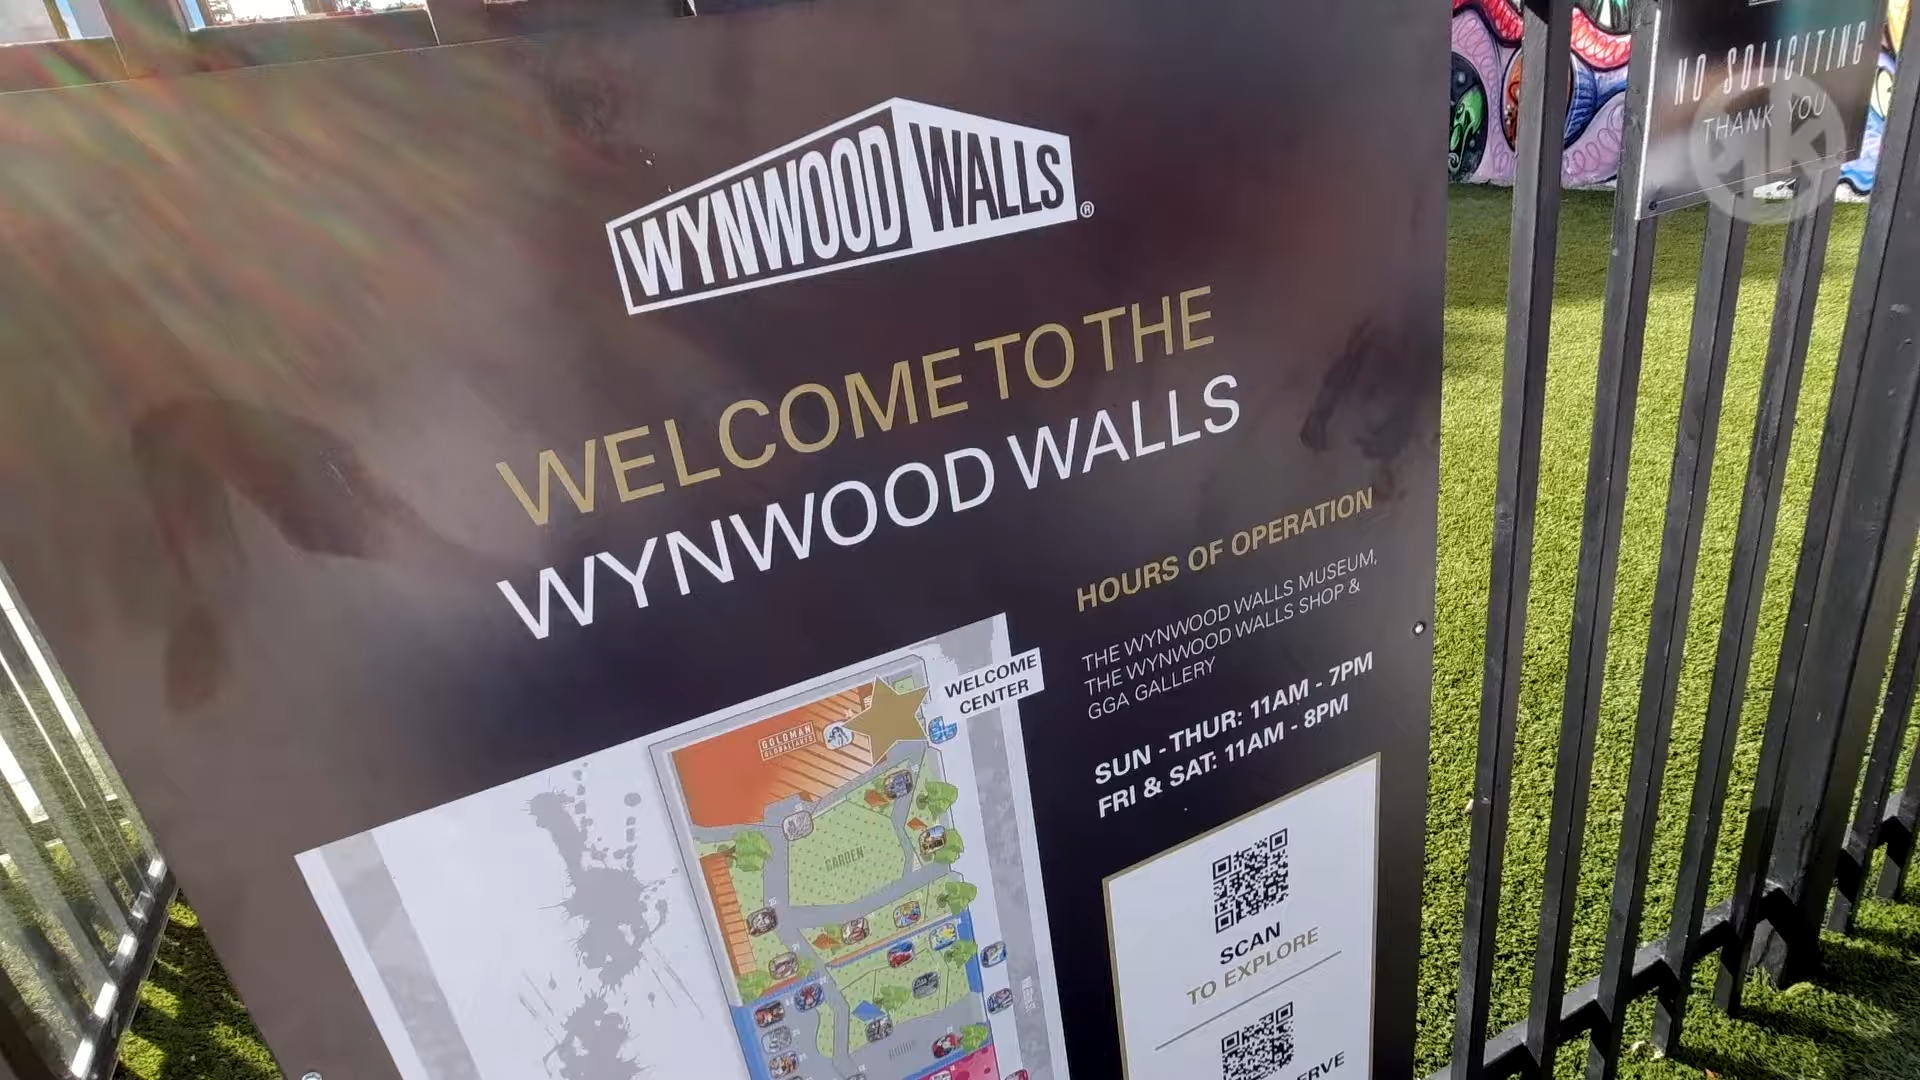 WYNWOOD WALLS®
WELCOME TO THE
WYNWOOD WALLS
HOURS OF OPERATION
THE WYNWOOD WALLS MUSEUM,
THE WYNWOOD WALLS SHOP &
GGA GALLERY
SUN - THUR: 11AM - 7PM
FRI & SAT: 11AM - 8PM
WELCOME
CENTER
GOLDMAN
GLOBAL ARTS
GARDEN
SCAN
TO EXPLORE
NO SOLICITING
THANK YOU